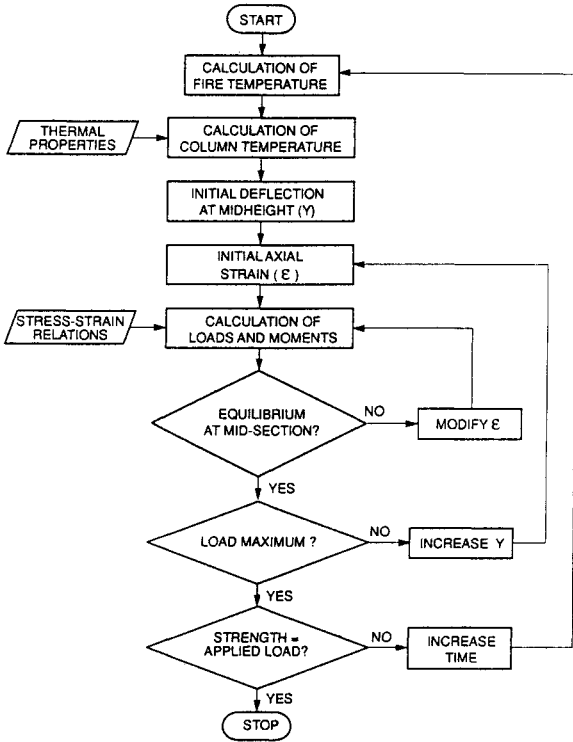 START
CALCULATION OF
FIRE TEMPERATURE
THERMAL
PROPERTIES
CALCULATION OF
COLUMN TEMPERATURE
INITIAL DEFLECTION
AT MIDHEIGHT (Y)
INITIAL AXIAL
STRAIN ( ε )
STRESS-STRAIN
RELATIONS
CALCULATION OF
LOADS AND MOMENTS
EQUILIBRIUM
AT MID-SECTION?
NO
MODIFY ε
YES
LOAD MAXIMUM ?
NO
INCREASE Y
YES
STRENGTH =
APPLIED LOAD?
NO
INCREASE
TIME
YES
STOP